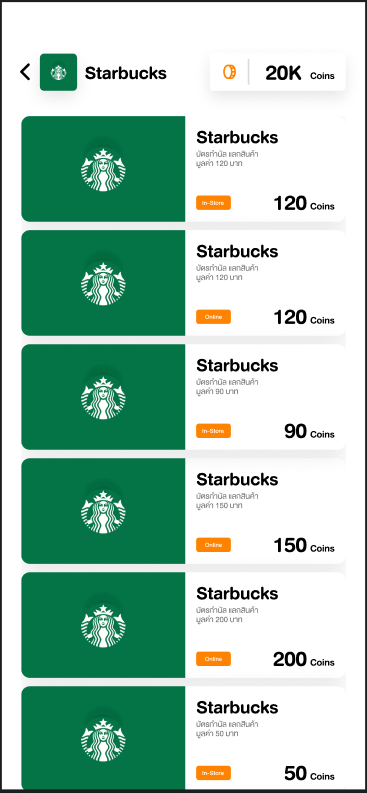 Starbucks
20K Coins
Starbucks
บัตรกำนัล แลกสินค้า
มูลค่า 120 บาท
In-Store
120 Coins
Starbucks
บัตรกำนัล แลกสินค้า
มูลค่า 120 บาท
Online
120 Coins
Starbucks
บัตรกำนัล แลกสินค้า
มูลค่า 90 บาท
In-Store
90 Coins
Starbucks
บัตรกำนัล แลกสินค้า
มูลค่า 150 บาท
Online
150 Coins
Starbucks
บัตรกำนัล แลกสินค้า
มูลค่า 200 บาท
Online
200 Coins
Starbucks
บัตรกำนัล แลกสินค้า
มูลค่า 50 บาท
In-Store
50 Coins